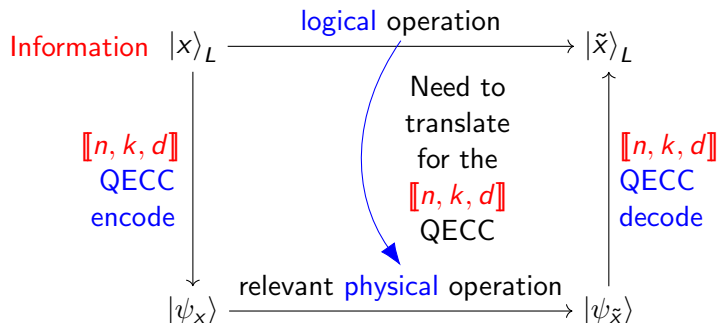 logical operation
Information |x⟩_L |x̃⟩_L
Need to
translate
for the
⟦n, k, d⟧
QECC
⟦n, k, d⟧
QECC
encode
⟦n, k, d⟧
QECC
decode
relevant physical operation
|ψ_x⟩ |ψ_x̃⟩